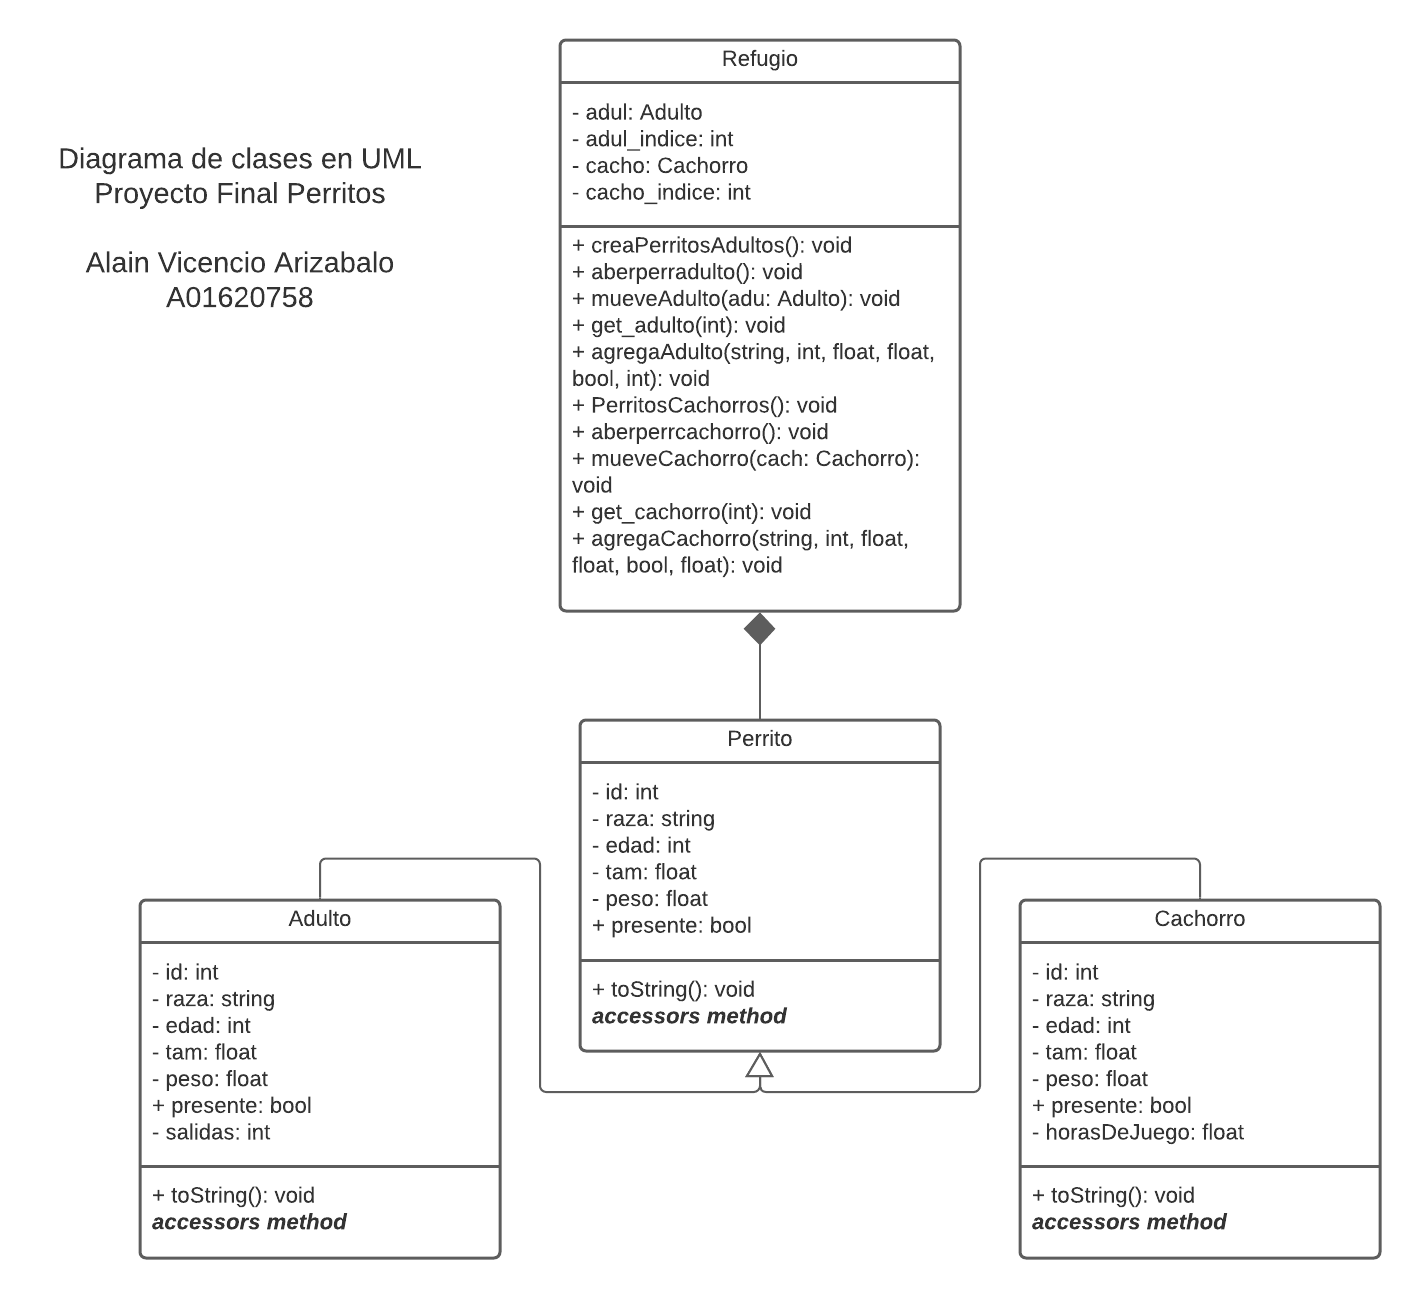 Diagrama de clases en UML
Proyecto Final Perritos
Alain Vicencio Arizabalo
A01620758
Refugio
- adul: Adulto
- adul_indice: int
- cacho: Cachorro
- cacho_indice: int
+ creaPerritosAdultos(): void
+ aberperradulto(): void
+ mueveAdulto(adu: Adulto): void
+ get_adulto(int): void
+ agregaAdulto(string, int, float, float,
bool, int): void
+ PerritosCachorros(): void
+ aberperrcachorro(): void
+ mueveCachorro(cach: Cachorro):
void
+ get_cachorro(int): void
+ agregaCachorro(string, int, float,
float, bool, float): void
Perrito
- id: int
- raza: string
- edad: int
- tam: float
- peso: float
+ presente: bool
+ toString(): void
accessors method
Adulto
- id: int
- raza: string
- edad: int
- tam: float
- peso: float
+ presente: bool
- salidas: int
+ toString(): void
accessors method
Cachorro
- id: int
- raza: string
- edad: int
- tam: float
- peso: float
+ presente: bool
- horasDeJuego: float
+ toString(): void
accessors method